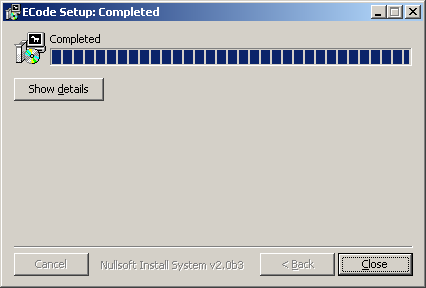 ECode Setup: Completed
Completed
Show details
Cancel
Nullsoft Install System v2.0b3
< Back
Close